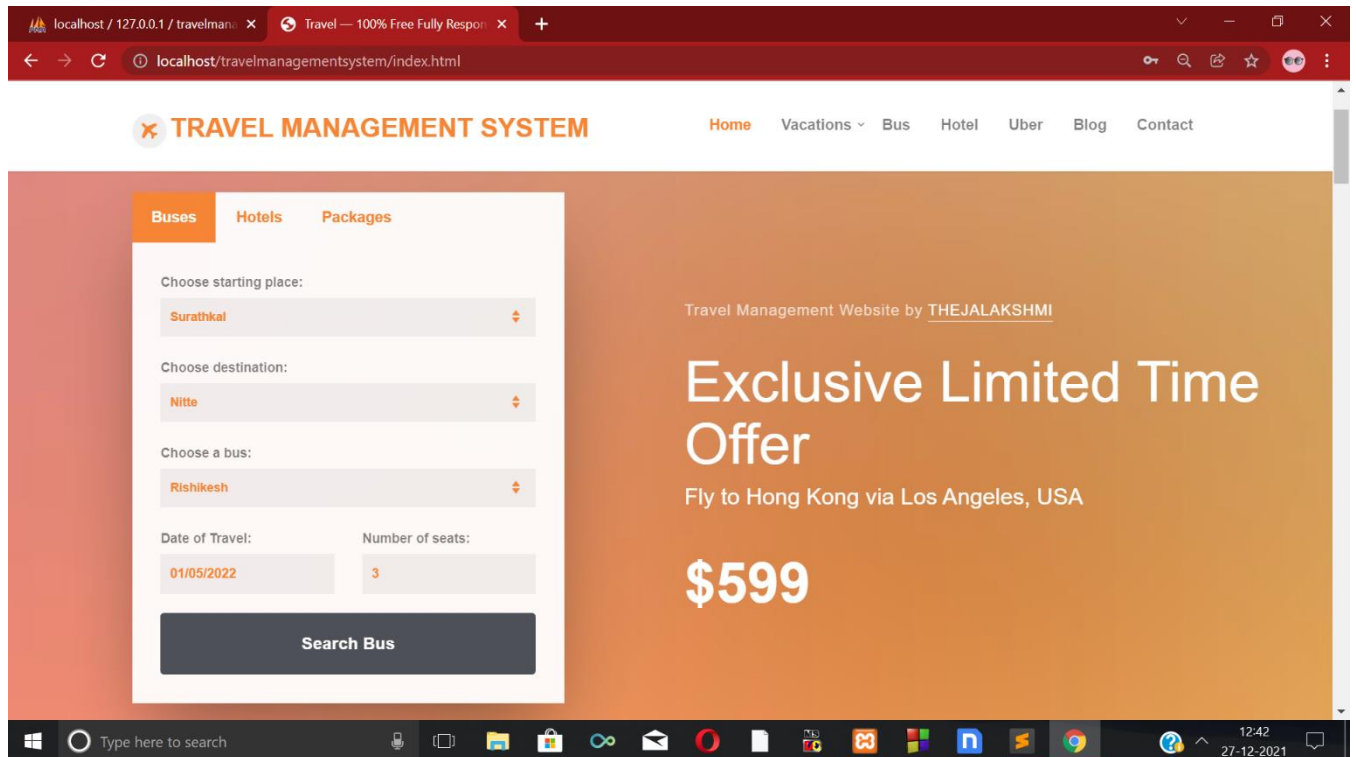 localhost / 127.0.0.1 / travelmana
Travel — 100% Free Fully Respon
localhost/travelmanagementsystem/index.html
TRAVEL MANAGEMENT SYSTEM
Home Vacations Bus Hotel Uber Blog Contact
Buses Hotels Packages
Choose starting place:
Surathkal
Choose destination:
Nitte
Choose a bus:
Rishikesh
Date of Travel: Number of seats:
01/05/2022 3
Search Bus
Travel Management Website by THEJALAKSHMI
Exclusive Limited Time
Offer
Fly to Hong Kong via Los Angeles, USA
$599
Type here to search
12:42
27-12-2021